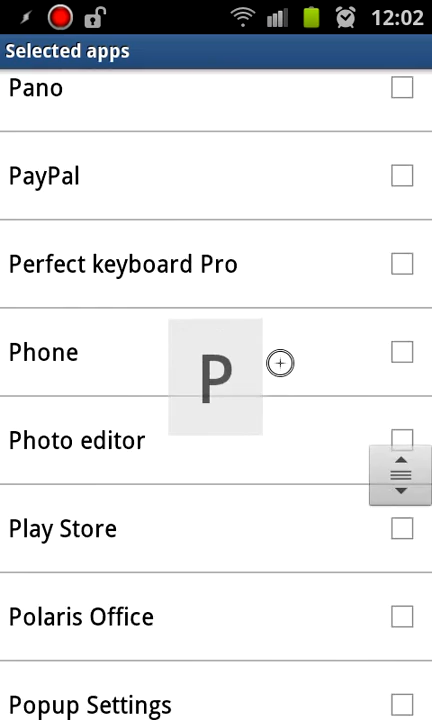 12:02
Selected apps
Pano
PayPal
Perfect keyboard Pro
Phone
P
Photo editor
Play Store
Polaris Office
Popup Settings